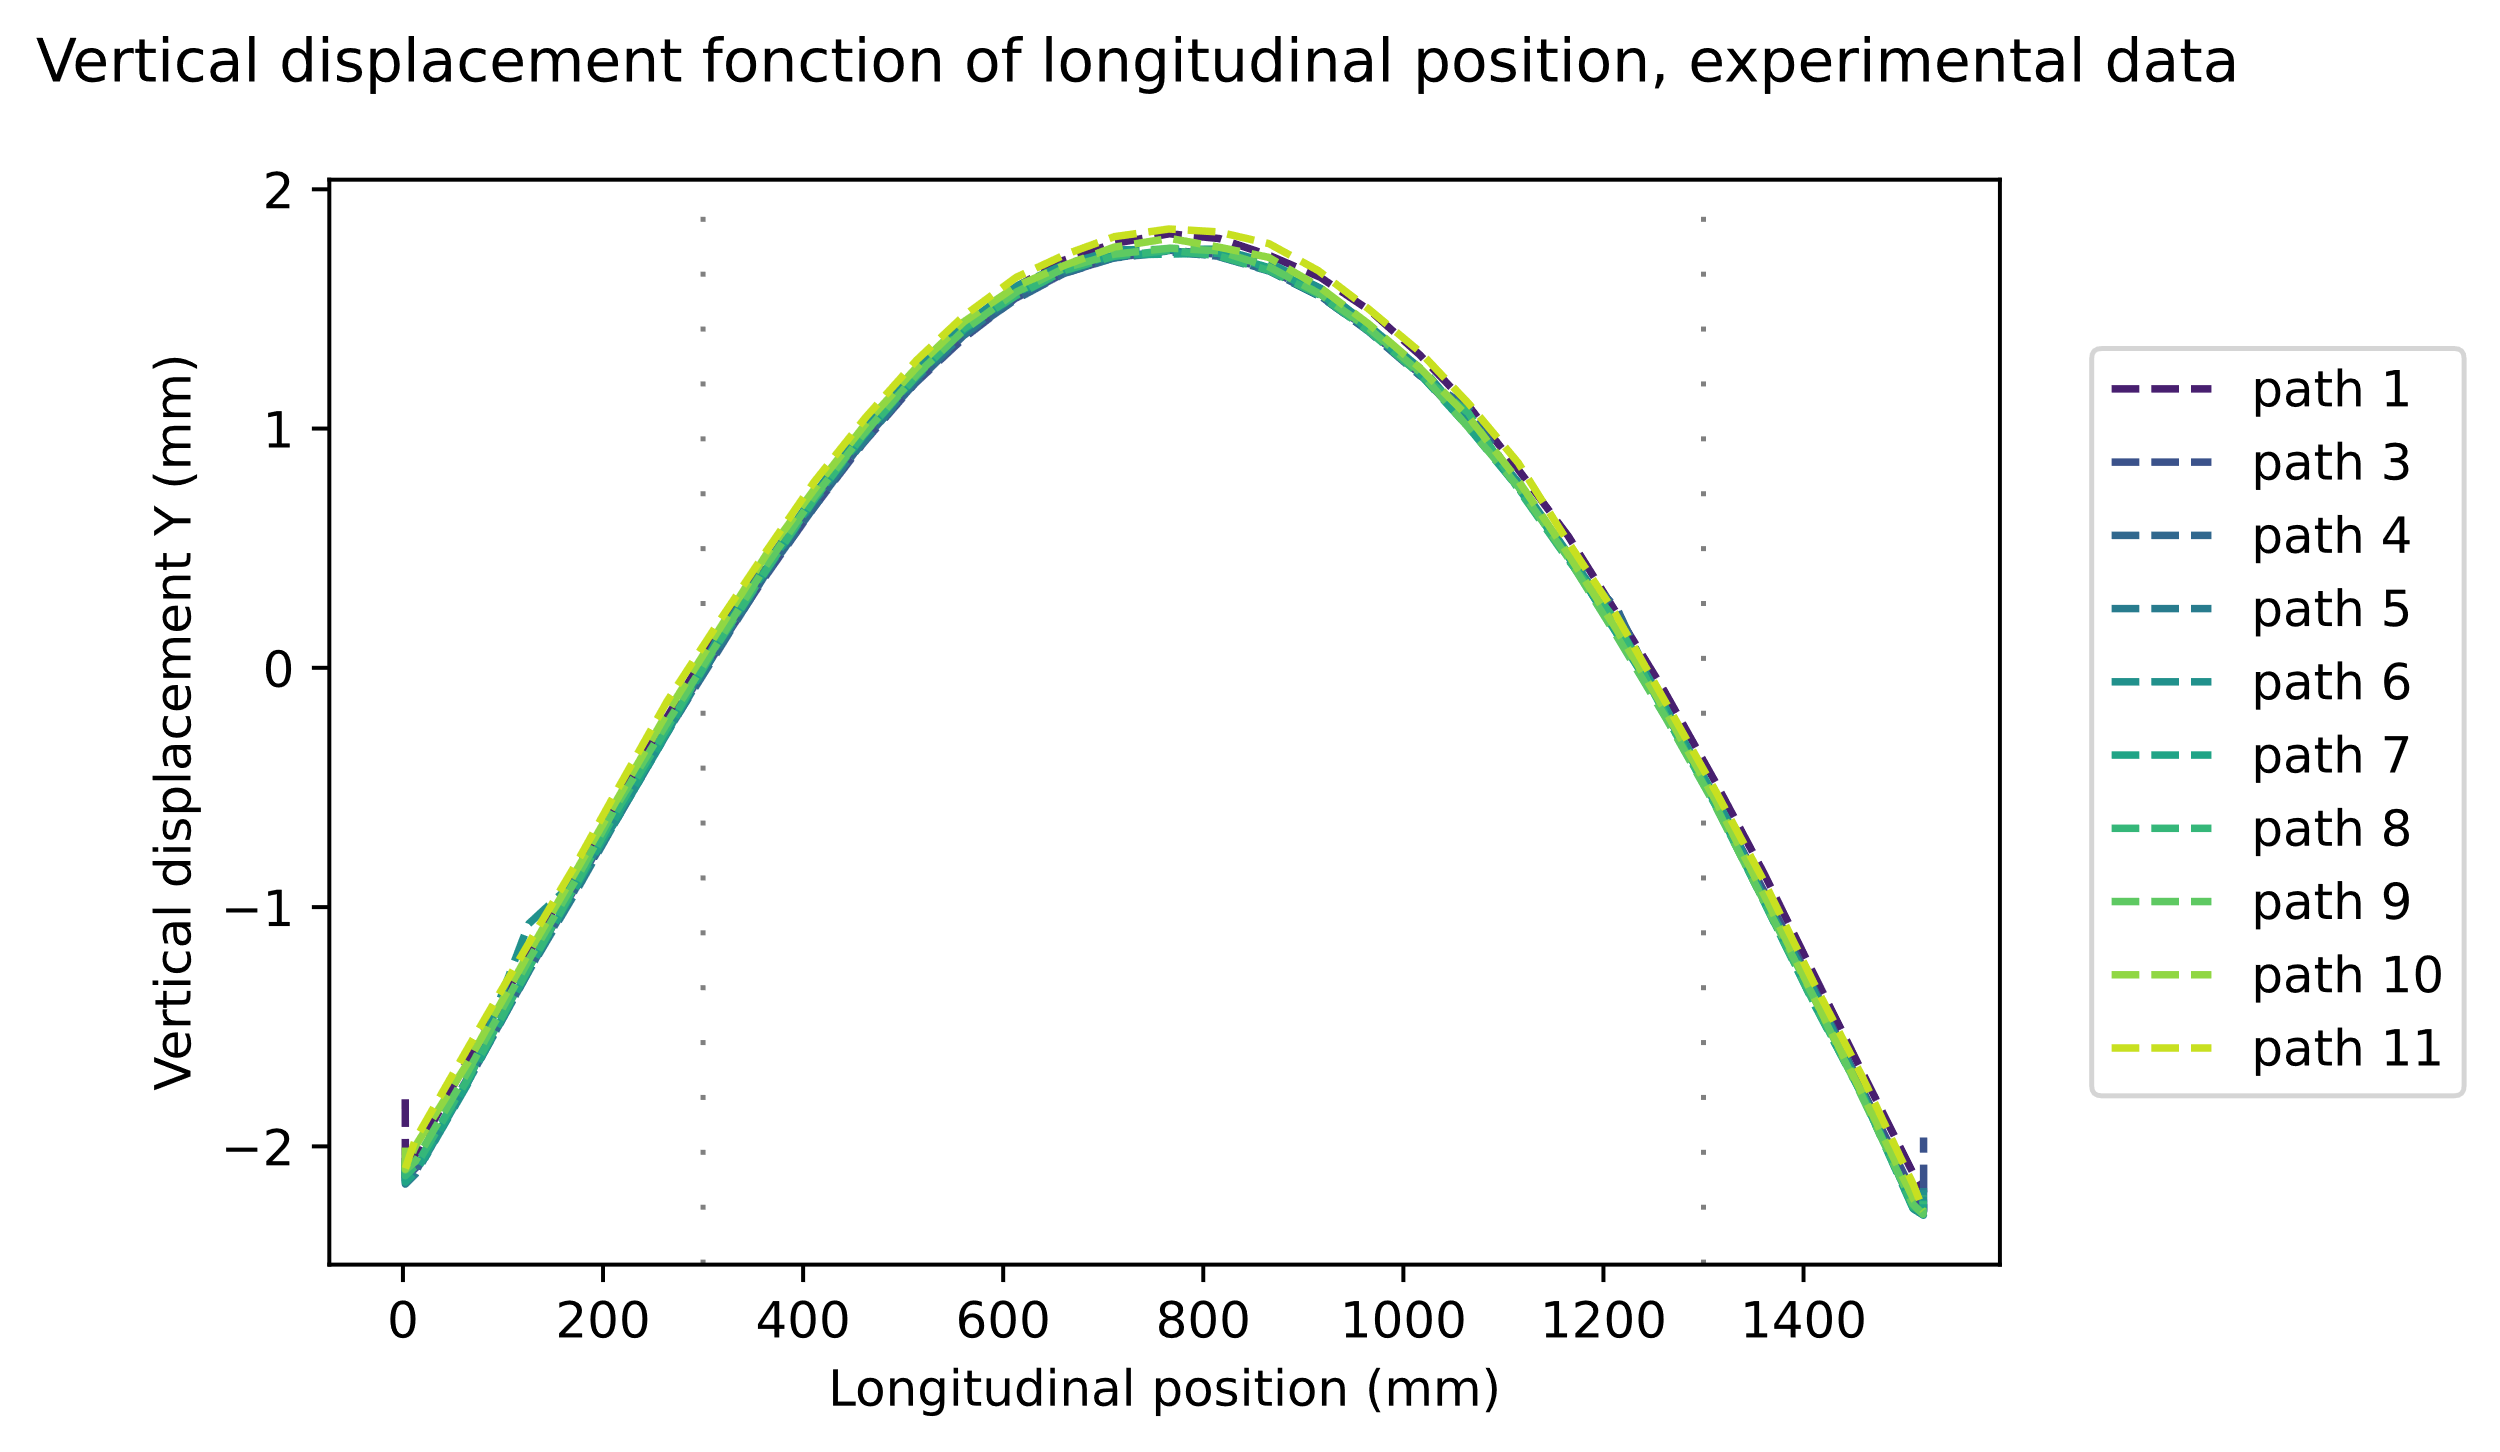 Vertical displacement fonction of longitudinal position, experimental data
Vertical displacement Y (mm)
2
1
0
−1
−2
0 200 400 600 800 1000 1200 1400
Longitudinal position (mm)
path 1
path 3
path 4
path 5
path 6
path 7
path 8
path 9
path 10
path 11